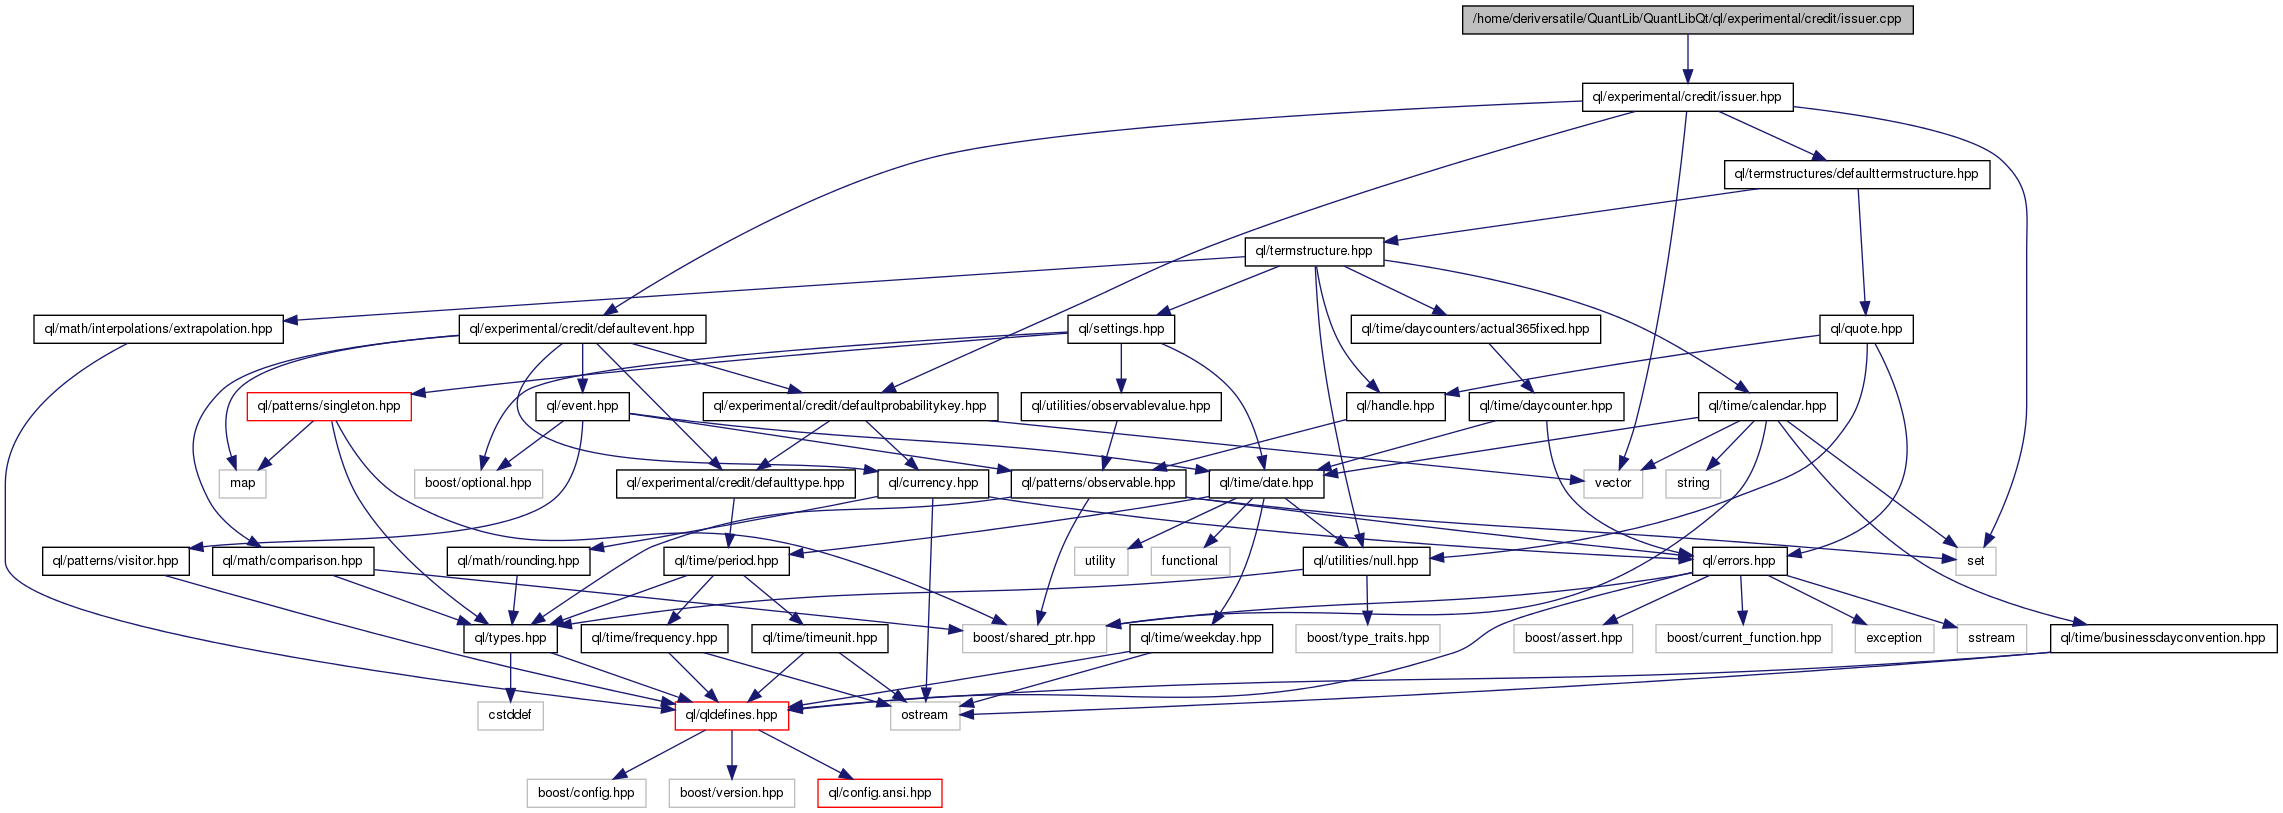 /home/deriversatile/QuantLib/QuantLibQt/ql/experimental/credit/issuer.cpp
ql/experimental/credit/issuer.hpp
ql/termstructures/defaulttermstructure.hpp
ql/termstructure.hpp
ql/math/interpolations/extrapolation.hpp
ql/experimental/credit/defaultevent.hpp
ql/settings.hpp
ql/time/daycounters/actual365fixed.hpp
ql/quote.hpp
ql/patterns/singleton.hpp
ql/event.hpp
ql/experimental/credit/defaultprobabilitykey.hpp
ql/utilities/observablevalue.hpp
ql/handle.hpp
ql/time/daycounter.hpp
ql/time/calendar.hpp
map
boost/optional.hpp
ql/experimental/credit/defaulttype.hpp
ql/currency.hpp
ql/patterns/observable.hpp
ql/time/date.hpp
vector
string
ql/patterns/visitor.hpp
ql/math/comparison.hpp
ql/math/rounding.hpp
ql/time/period.hpp
utility
functional
ql/utilities/null.hpp
ql/errors.hpp
set
ql/types.hpp
ql/time/frequency.hpp
ql/time/timeunit.hpp
boost/shared_ptr.hpp
ql/time/weekday.hpp
boost/type_traits.hpp
boost/assert.hpp
boost/current_function.hpp
exception
sstream
ql/time/businessdayconvention.hpp
cstddef
ql/qldefines.hpp
ostream
boost/config.hpp
boost/version.hpp
ql/config.ansi.hpp